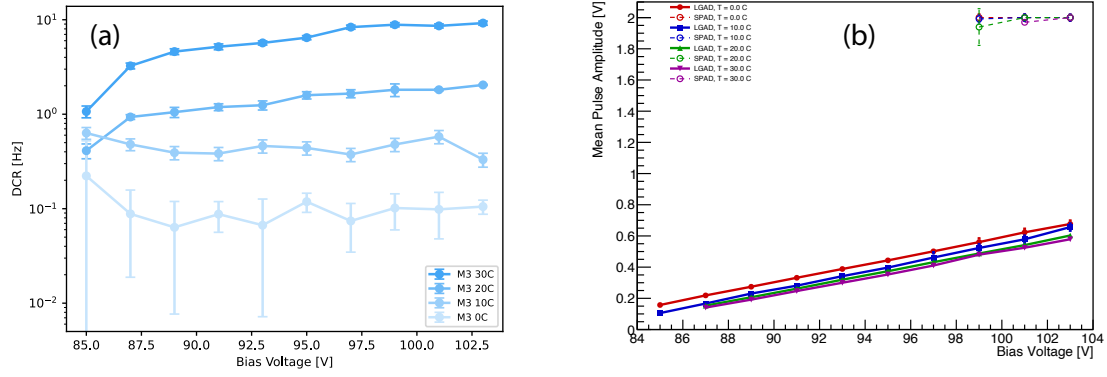 (a)
10¹
10⁰
10⁻¹
10⁻²
DCR [Hz]
85.0 87.5 90.0 92.5 95.0 97.5 100.0 102.5
Bias Voltage [V]
M3 30C
M3 20C
M3 10C
M3 0C
(b)
Mean Pulse Amplitude [V]
2
1.8
1.6
1.4
1.2
1
0.8
0.6
0.4
0.2
0
84 86 88 90 92 94 96 98 100 102 104
Bias Voltage [V]
LGAD, T = 0.0 C
SPAD, T = 0.0 C
LGAD, T = 10.0 C
SPAD, T = 10.0 C
LGAD, T = 20.0 C
SPAD, T = 20.0 C
LGAD, T = 30.0 C
SPAD, T = 30.0 C